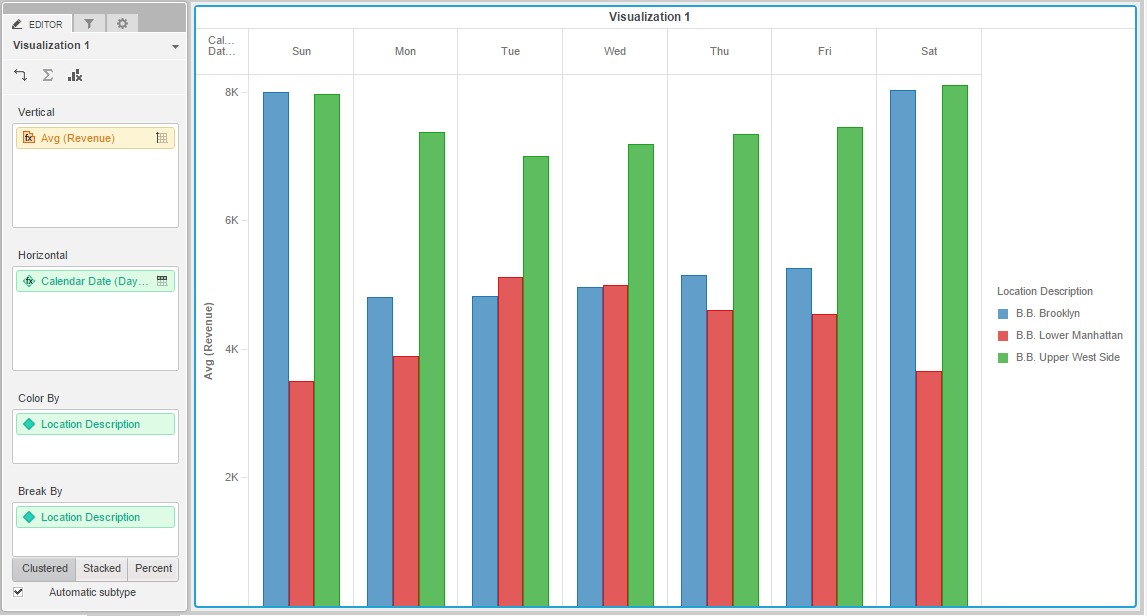 EDITOR
Visualization 1
Vertical
Avg (Revenue)
Horizontal
Calendar Date (Day...
Color By
Location Description
Break By
Location Description
Clustered Stacked Percent
Automatic subtype
Visualization 1
Cal...
Dat...
Sun Mon Tue Wed Thu Fri Sat
8K
6K
4K
2K
Avg (Revenue)
Location Description
B.B. Brooklyn
B.B. Lower Manhattan
B.B. Upper West Side